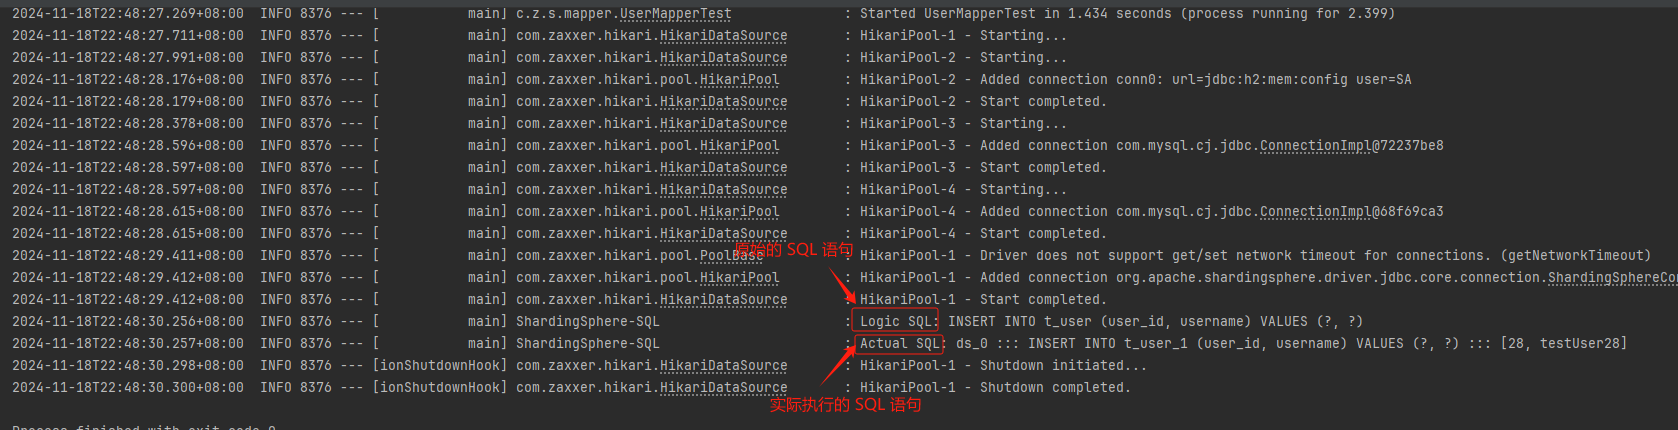 2024-11-18T22:48:27.269+08:00  INFO 8376 --- [           main] c.z.s.mapper.UserMapperTest              : Started UserMapperTest in 1.434 seconds (process running for 2.399)
2024-11-18T22:48:27.711+08:00  INFO 8376 --- [           main] com.zaxxer.hikari.HikariDataSource       : HikariPool-1 - Starting...
2024-11-18T22:48:27.991+08:00  INFO 8376 --- [           main] com.zaxxer.hikari.HikariDataSource       : HikariPool-2 - Starting...
2024-11-18T22:48:28.176+08:00  INFO 8376 --- [           main] com.zaxxer.hikari.pool.HikariPool        : HikariPool-2 - Added connection conn0: url=jdbc:h2:mem:config user=SA
2024-11-18T22:48:28.179+08:00  INFO 8376 --- [           main] com.zaxxer.hikari.HikariDataSource       : HikariPool-2 - Start completed.
2024-11-18T22:48:28.378+08:00  INFO 8376 --- [           main] com.zaxxer.hikari.HikariDataSource       : HikariPool-3 - Starting...
2024-11-18T22:48:28.596+08:00  INFO 8376 --- [           main] com.zaxxer.hikari.pool.HikariPool        : HikariPool-3 - Added connection com.mysql.cj.jdbc.ConnectionImpl@72237be8
2024-11-18T22:48:28.597+08:00  INFO 8376 --- [           main] com.zaxxer.hikari.HikariDataSource       : HikariPool-3 - Start completed.
2024-11-18T22:48:28.597+08:00  INFO 8376 --- [           main] com.zaxxer.hikari.HikariDataSource       : HikariPool-4 - Starting...
2024-11-18T22:48:28.615+08:00  INFO 8376 --- [           main] com.zaxxer.hikari.pool.HikariPool        : HikariPool-4 - Added connection com.mysql.cj.jdbc.ConnectionImpl@68f69ca3
2024-11-18T22:48:28.615+08:00  INFO 8376 --- [           main] com.zaxxer.hikari.HikariDataSource       : HikariPool-4 - Start completed.
原始的 SQL 语句
2024-11-18T22:48:29.411+08:00  INFO 8376 --- [           main] com.zaxxer.hikari.pool.PoolBase          : HikariPool-1 - Driver does not support get/set network timeout for connections. (getNetworkTimeout)
2024-11-18T22:48:29.412+08:00  INFO 8376 --- [           main] com.zaxxer.hikari.pool.HikariPool        : HikariPool-1 - Added connection org.apache.shardingsphere.driver.jdbc.core.connection.ShardingSphereCo
2024-11-18T22:48:29.412+08:00  INFO 8376 --- [           main] com.zaxxer.hikari.HikariDataSource       : HikariPool-1 - Start completed.
2024-11-18T22:48:30.256+08:00  INFO 8376 --- [           main] ShardingSphere-SQL                       : Logic SQL: INSERT INTO t_user (user_id, username) VALUES (?, ?)
2024-11-18T22:48:30.257+08:00  INFO 8376 --- [           main] ShardingSphere-SQL                       : Actual SQL: ds_0 ::: INSERT INTO t_user_1 (user_id, username) VALUES (?, ?) ::: [28, testUser28]
2024-11-18T22:48:30.298+08:00  INFO 8376 --- [ionShutdownHook] com.zaxxer.hikari.HikariDataSource       : HikariPool-1 - Shutdown initiated...
2024-11-18T22:48:30.300+08:00  INFO 8376 --- [ionShutdownHook] com.zaxxer.hikari.HikariDataSource       : HikariPool-1 - Shutdown completed.
实际执行的 SQL 语句
Process finished with exit code 0